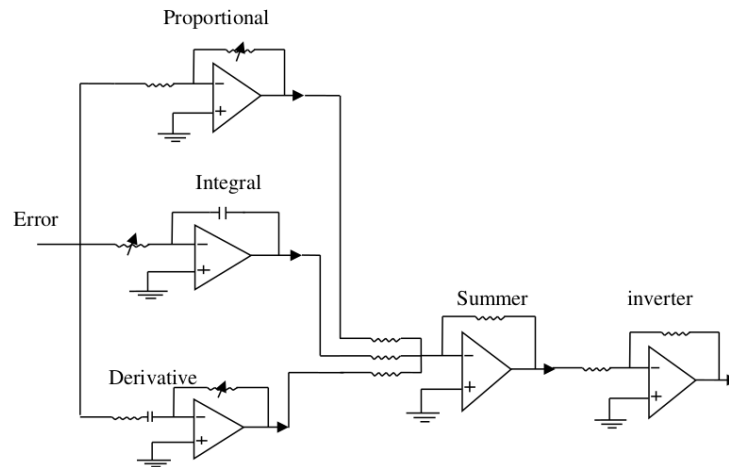 Proportional
Integral
Error
Summer
inverter
Derivative